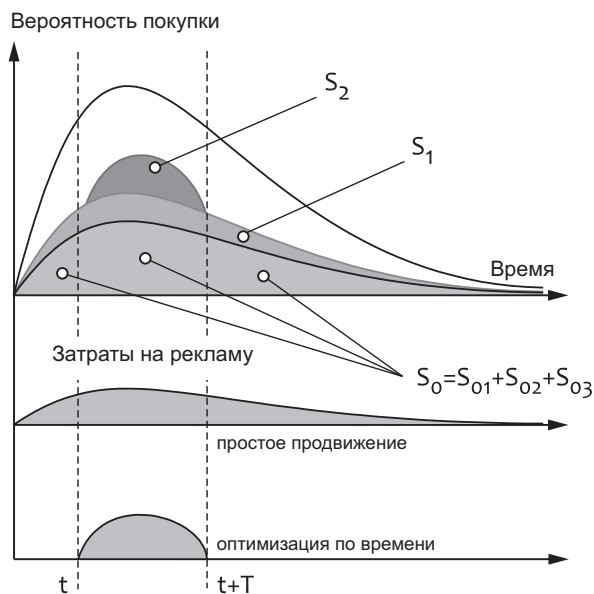 Вероятность покупки
S2
S1
Время
Затраты на рекламу
S0=S01+S02+S03
простое продвижение
оптимизация по времени
t
t+T